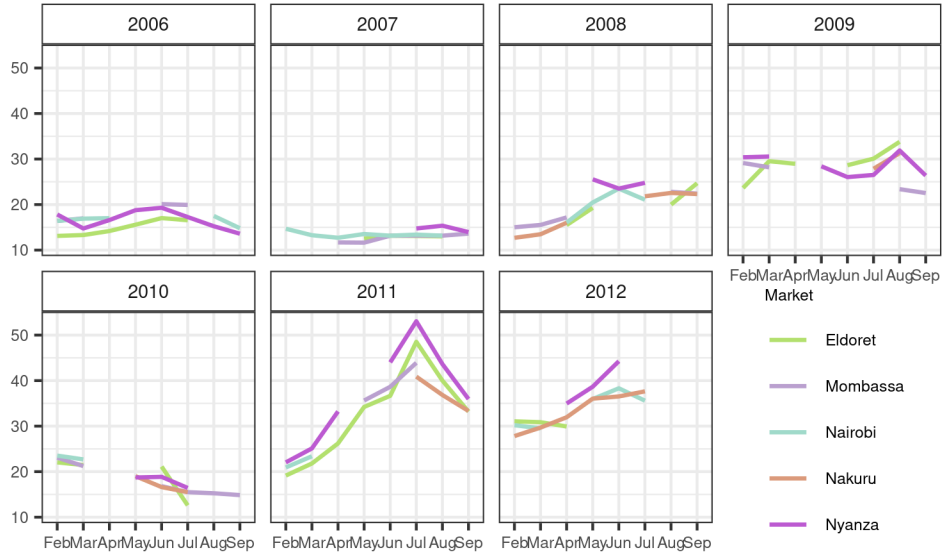 2006 2007 2008 2009
50
40
30
20
10
Feb Mar Apr May Jun Jul Aug Sep
2010 2011 2012
Market
50
40
30
20
10
Eldoret
Mombassa
Nairobi
Nakuru
Nyanza
Feb Mar Apr May Jun Jul Aug Sep Feb Mar Apr May Jun Jul Aug Sep Feb Mar Apr May Jun Jul Aug Sep